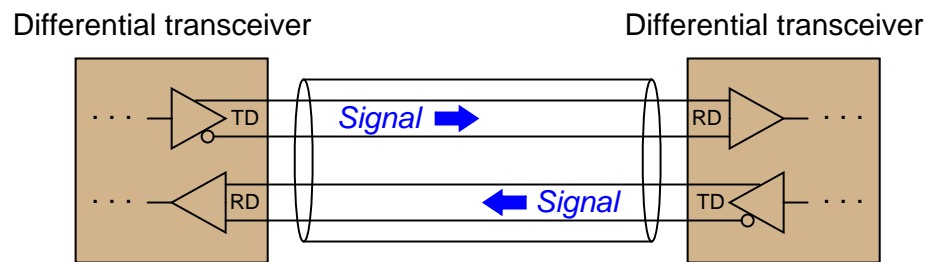 Differential transceiver
Differential transceiver
. . . TD Signal RD . . .
. . . RD Signal TD . . .